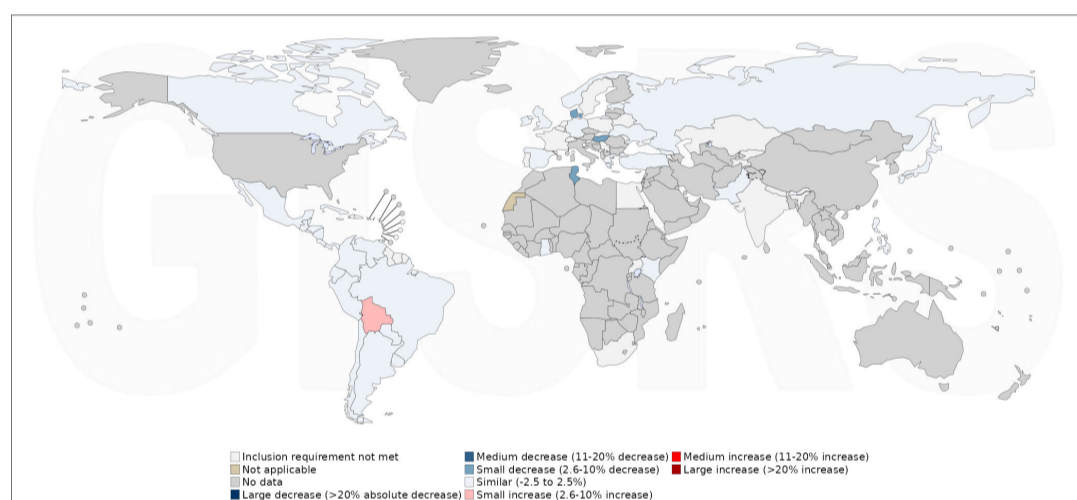 GISRS
Inclusion requirement not met
Not applicable
No data
Large decrease (>20% absolute decrease)
Medium decrease (11-20% decrease)
Small decrease (2.6-10% decrease)
Similar (-2.5 to 2.5%)
Small increase (2.6-10% increase)
Medium increase (11-20% increase)
Large increase (>20% increase)